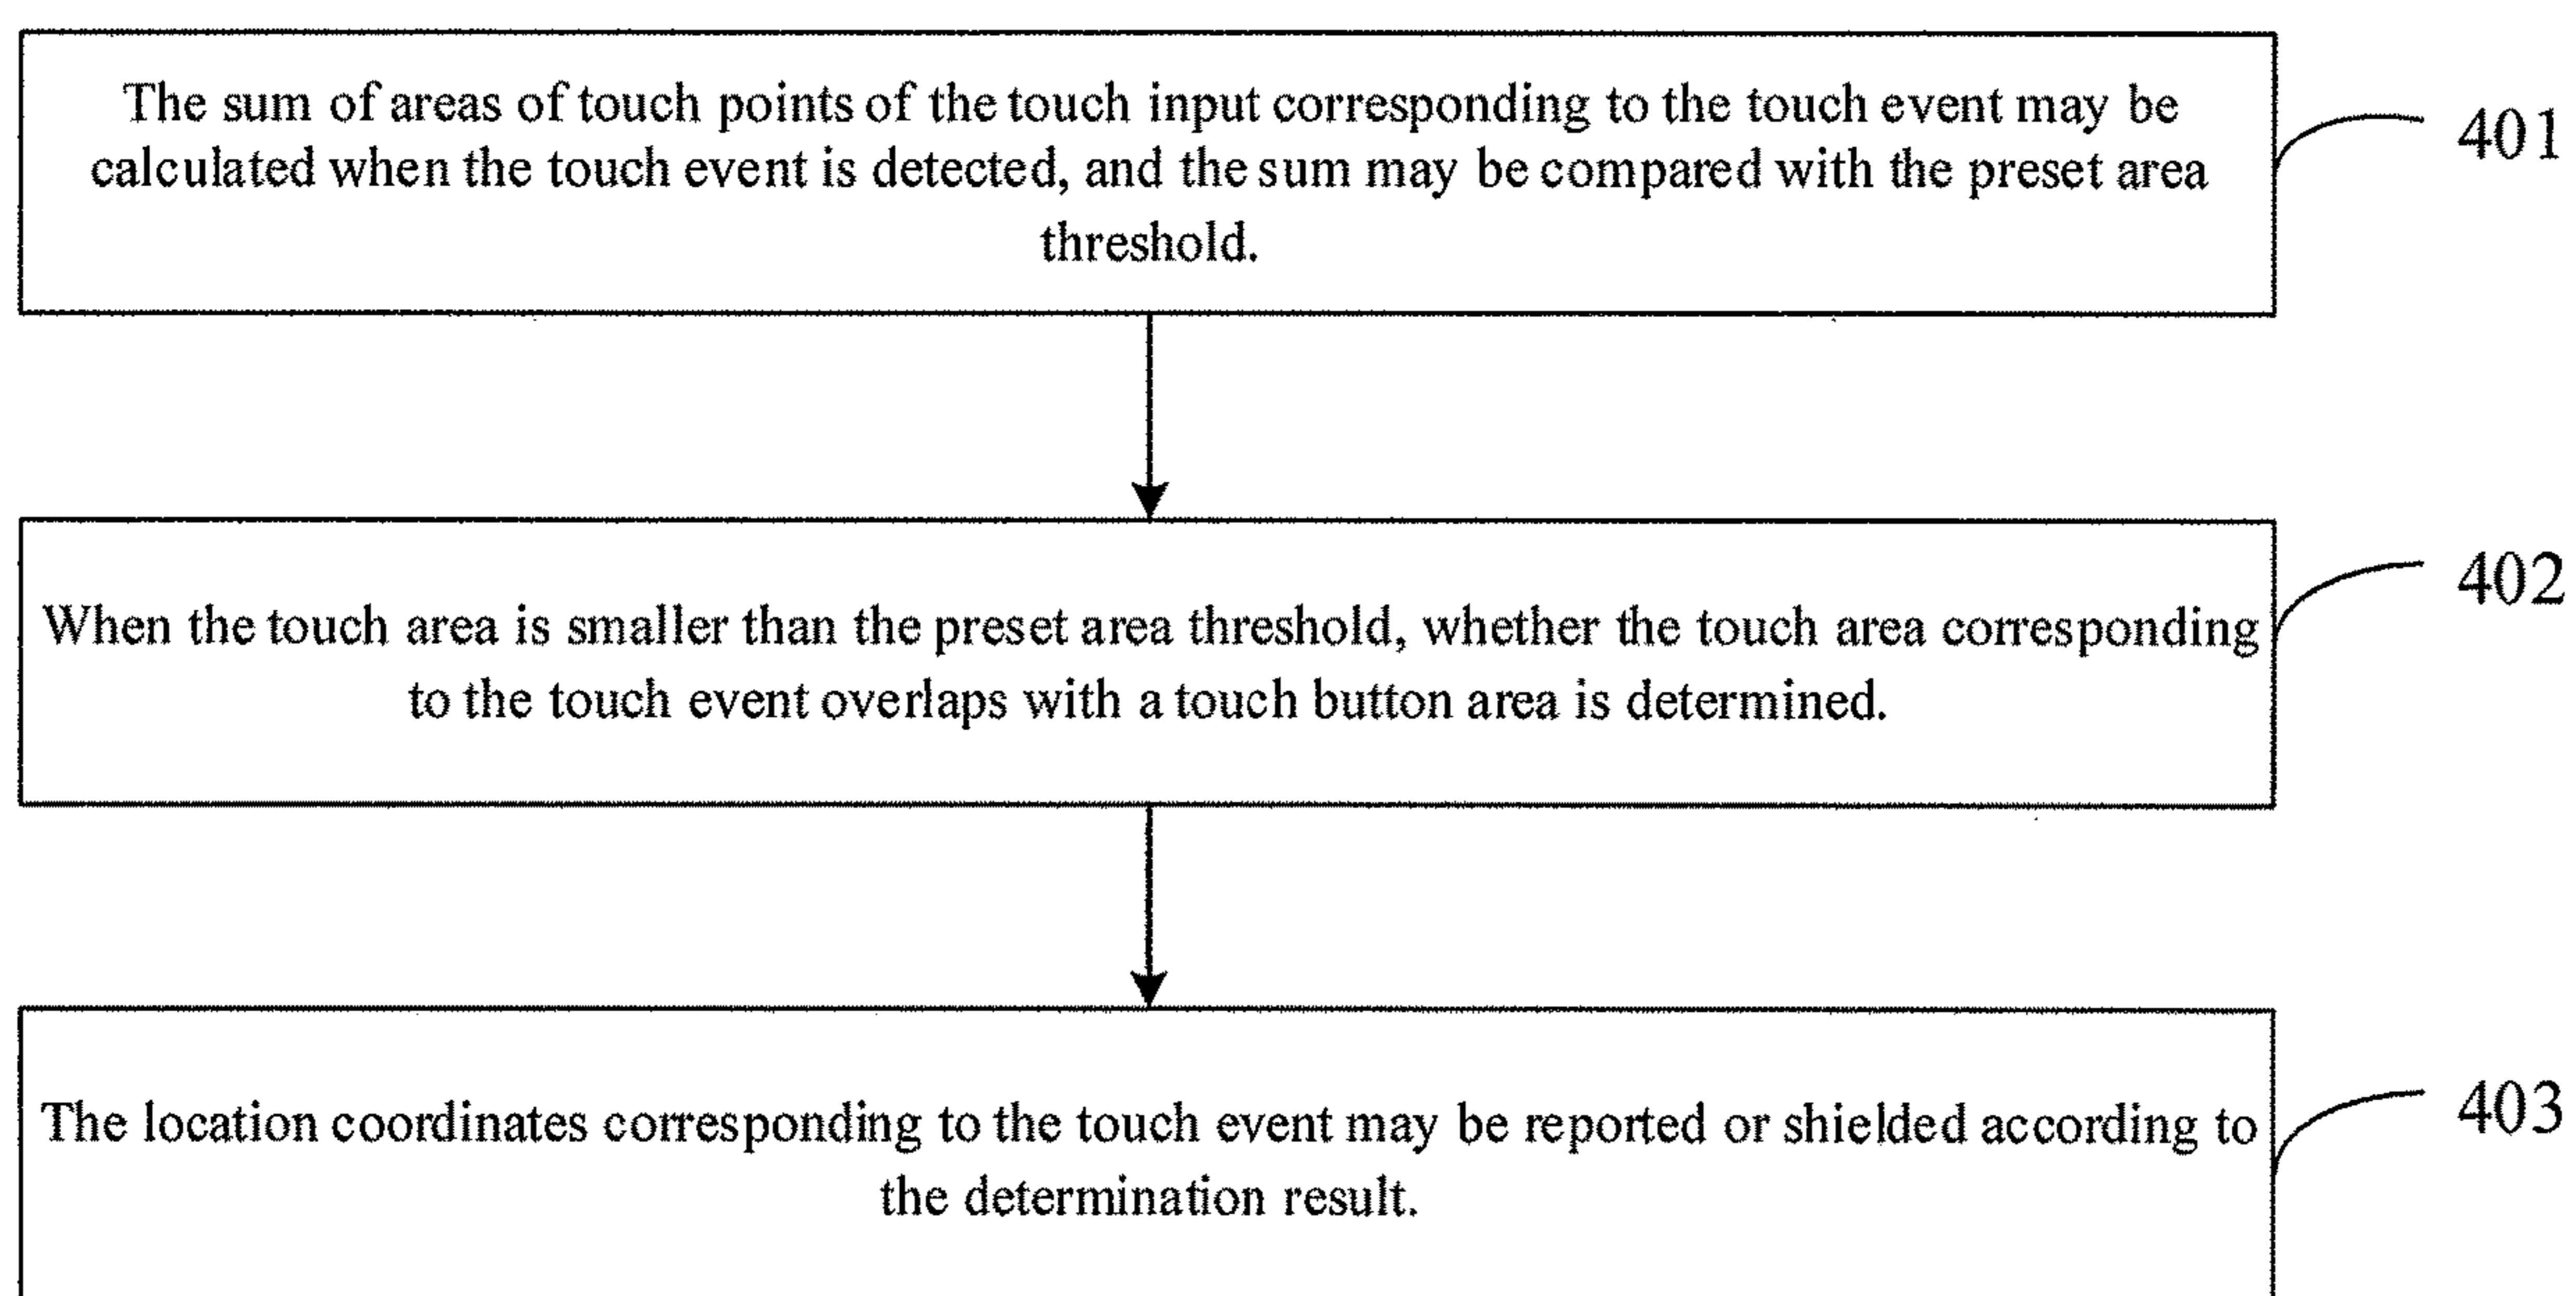 The sum of areas of touch points of the touch input corresponding to the touch event may be
calculated when the touch event is detected, and the sum may be compared with the preset area
threshold.
401
When the touch area is smaller than the preset area threshold, whether the touch area corresponding
to the touch event overlaps with a touch button area is determined.
402
The location coordinates corresponding to the touch event may be reported or shielded according to
the determination result.
403